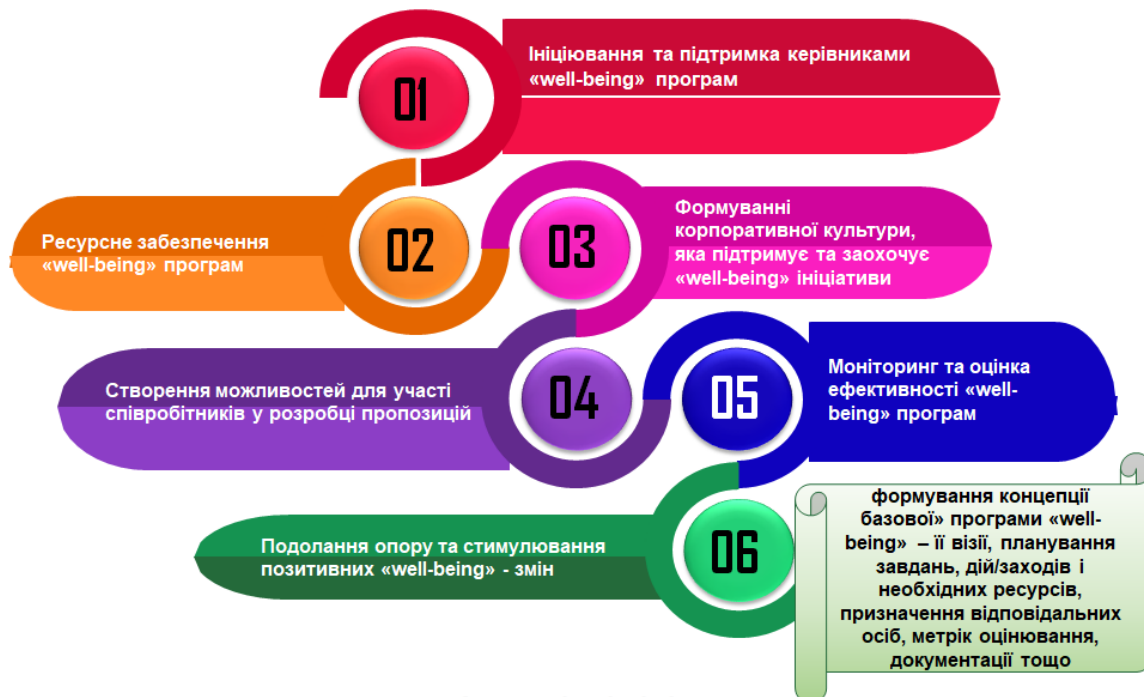 01
Ініціювання та підтримка керівниками
«well-being» програм
02
Ресурсне забезпечення
«well-being» програм
03
Формуванні
корпоративної культури,
яка підтримує та заохочує
«well-being» ініціативи
04
Створення можливостей для участі
співробітників у розробці пропозицій
05
Моніторинг та оцінка
ефективності «well-
being» програм
06
Подолання опору та стимулювання
позитивних «well-being» - змін
формування концепції
базової» програми «well-
being» – її візії, планування
завдань, дій/заходів і
необхідних ресурсів,
призначення відповідальних
осіб, метрік оцінювання,
документації тощо